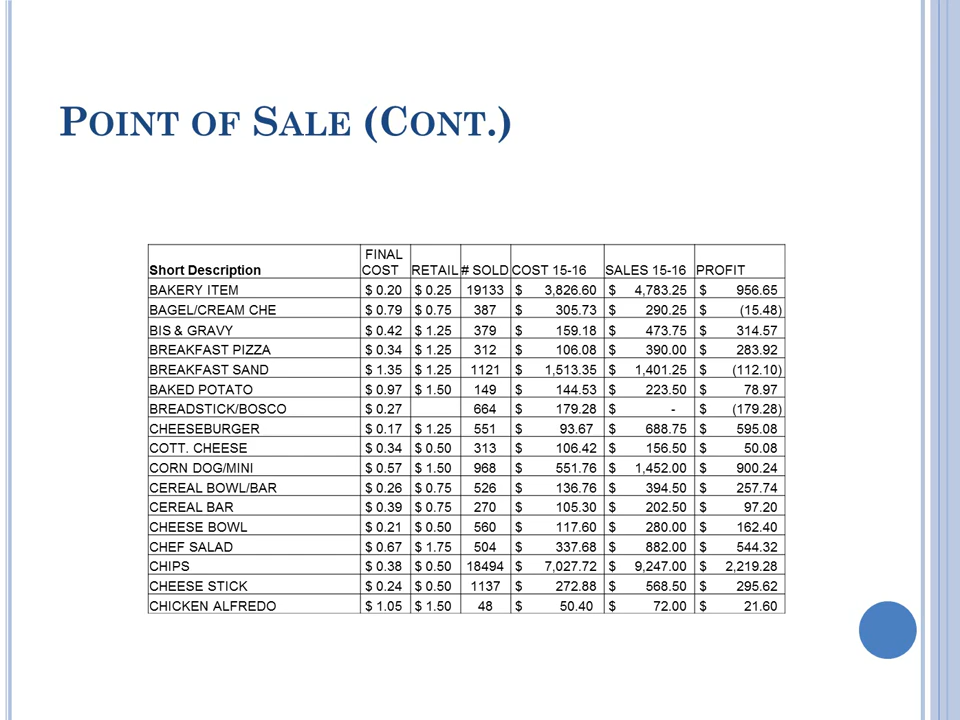 POINT OF SALE (CONT.)
Short Description FINAL COST RETAIL # SOLD COST 15-16 SALES 15-16 PROFIT
BAKERY ITEM $ 0.20 $ 0.25 19133 $ 3,826.60 $ 4,783.25 $ 956.65
BAGEL/CREAM CHE $ 0.79 $ 0.75 387 $ 305.73 $ 290.25 $ (15.48)
BIS & GRAVY $ 0.42 $ 1.25 379 $ 159.18 $ 473.75 $ 314.57
BREAKFAST PIZZA $ 0.34 $ 1.25 312 $ 106.08 $ 390.00 $ 283.92
BREAKFAST SAND $ 1.35 $ 1.25 1121 $ 1,513.35 $ 1,401.25 $ (112.10)
BAKED POTATO $ 0.97 $ 1.50 149 $ 144.53 $ 223.50 $ 78.97
BREADSTICK/BOSCO $ 0.27 664 $ 179.28 $ - $ (179.28)
CHEESEBURGER $ 0.17 $ 1.25 551 $ 93.67 $ 688.75 $ 595.08
COTT. CHEESE $ 0.34 $ 0.50 313 $ 106.42 $ 156.50 $ 50.08
CORN DOG/MINI $ 0.57 $ 1.50 968 $ 551.76 $ 1,452.00 $ 900.24
CEREAL BOWL/BAR $ 0.26 $ 0.75 526 $ 136.76 $ 394.50 $ 257.74
CEREAL BAR $ 0.39 $ 0.75 270 $ 105.30 $ 202.50 $ 97.20
CHEESE BOWL $ 0.21 $ 0.50 560 $ 117.60 $ 280.00 $ 162.40
CHEF SALAD $ 0.67 $ 1.75 504 $ 337.68 $ 882.00 $ 544.32
CHIPS $ 0.38 $ 0.50 18494 $ 7,027.72 $ 9,247.00 $ 2,219.28
CHEESE STICK $ 0.24 $ 0.50 1137 $ 272.88 $ 568.50 $ 295.62
CHICKEN ALFREDO $ 1.05 $ 1.50 48 $ 50.40 $ 72.00 $ 21.60